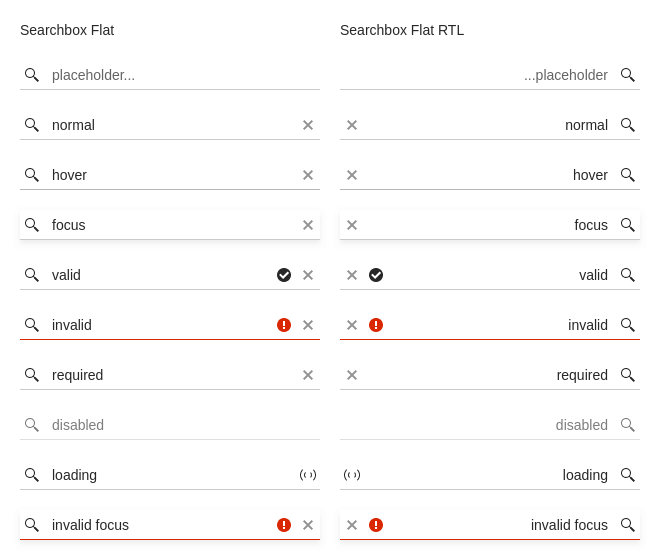 Searchbox Flat
placeholder...
normal
hover
focus
valid
invalid
required
disabled
loading
invalid focus
Searchbox Flat RTL
...placeholder
normal
hover
focus
valid
invalid
required
disabled
loading
invalid focus